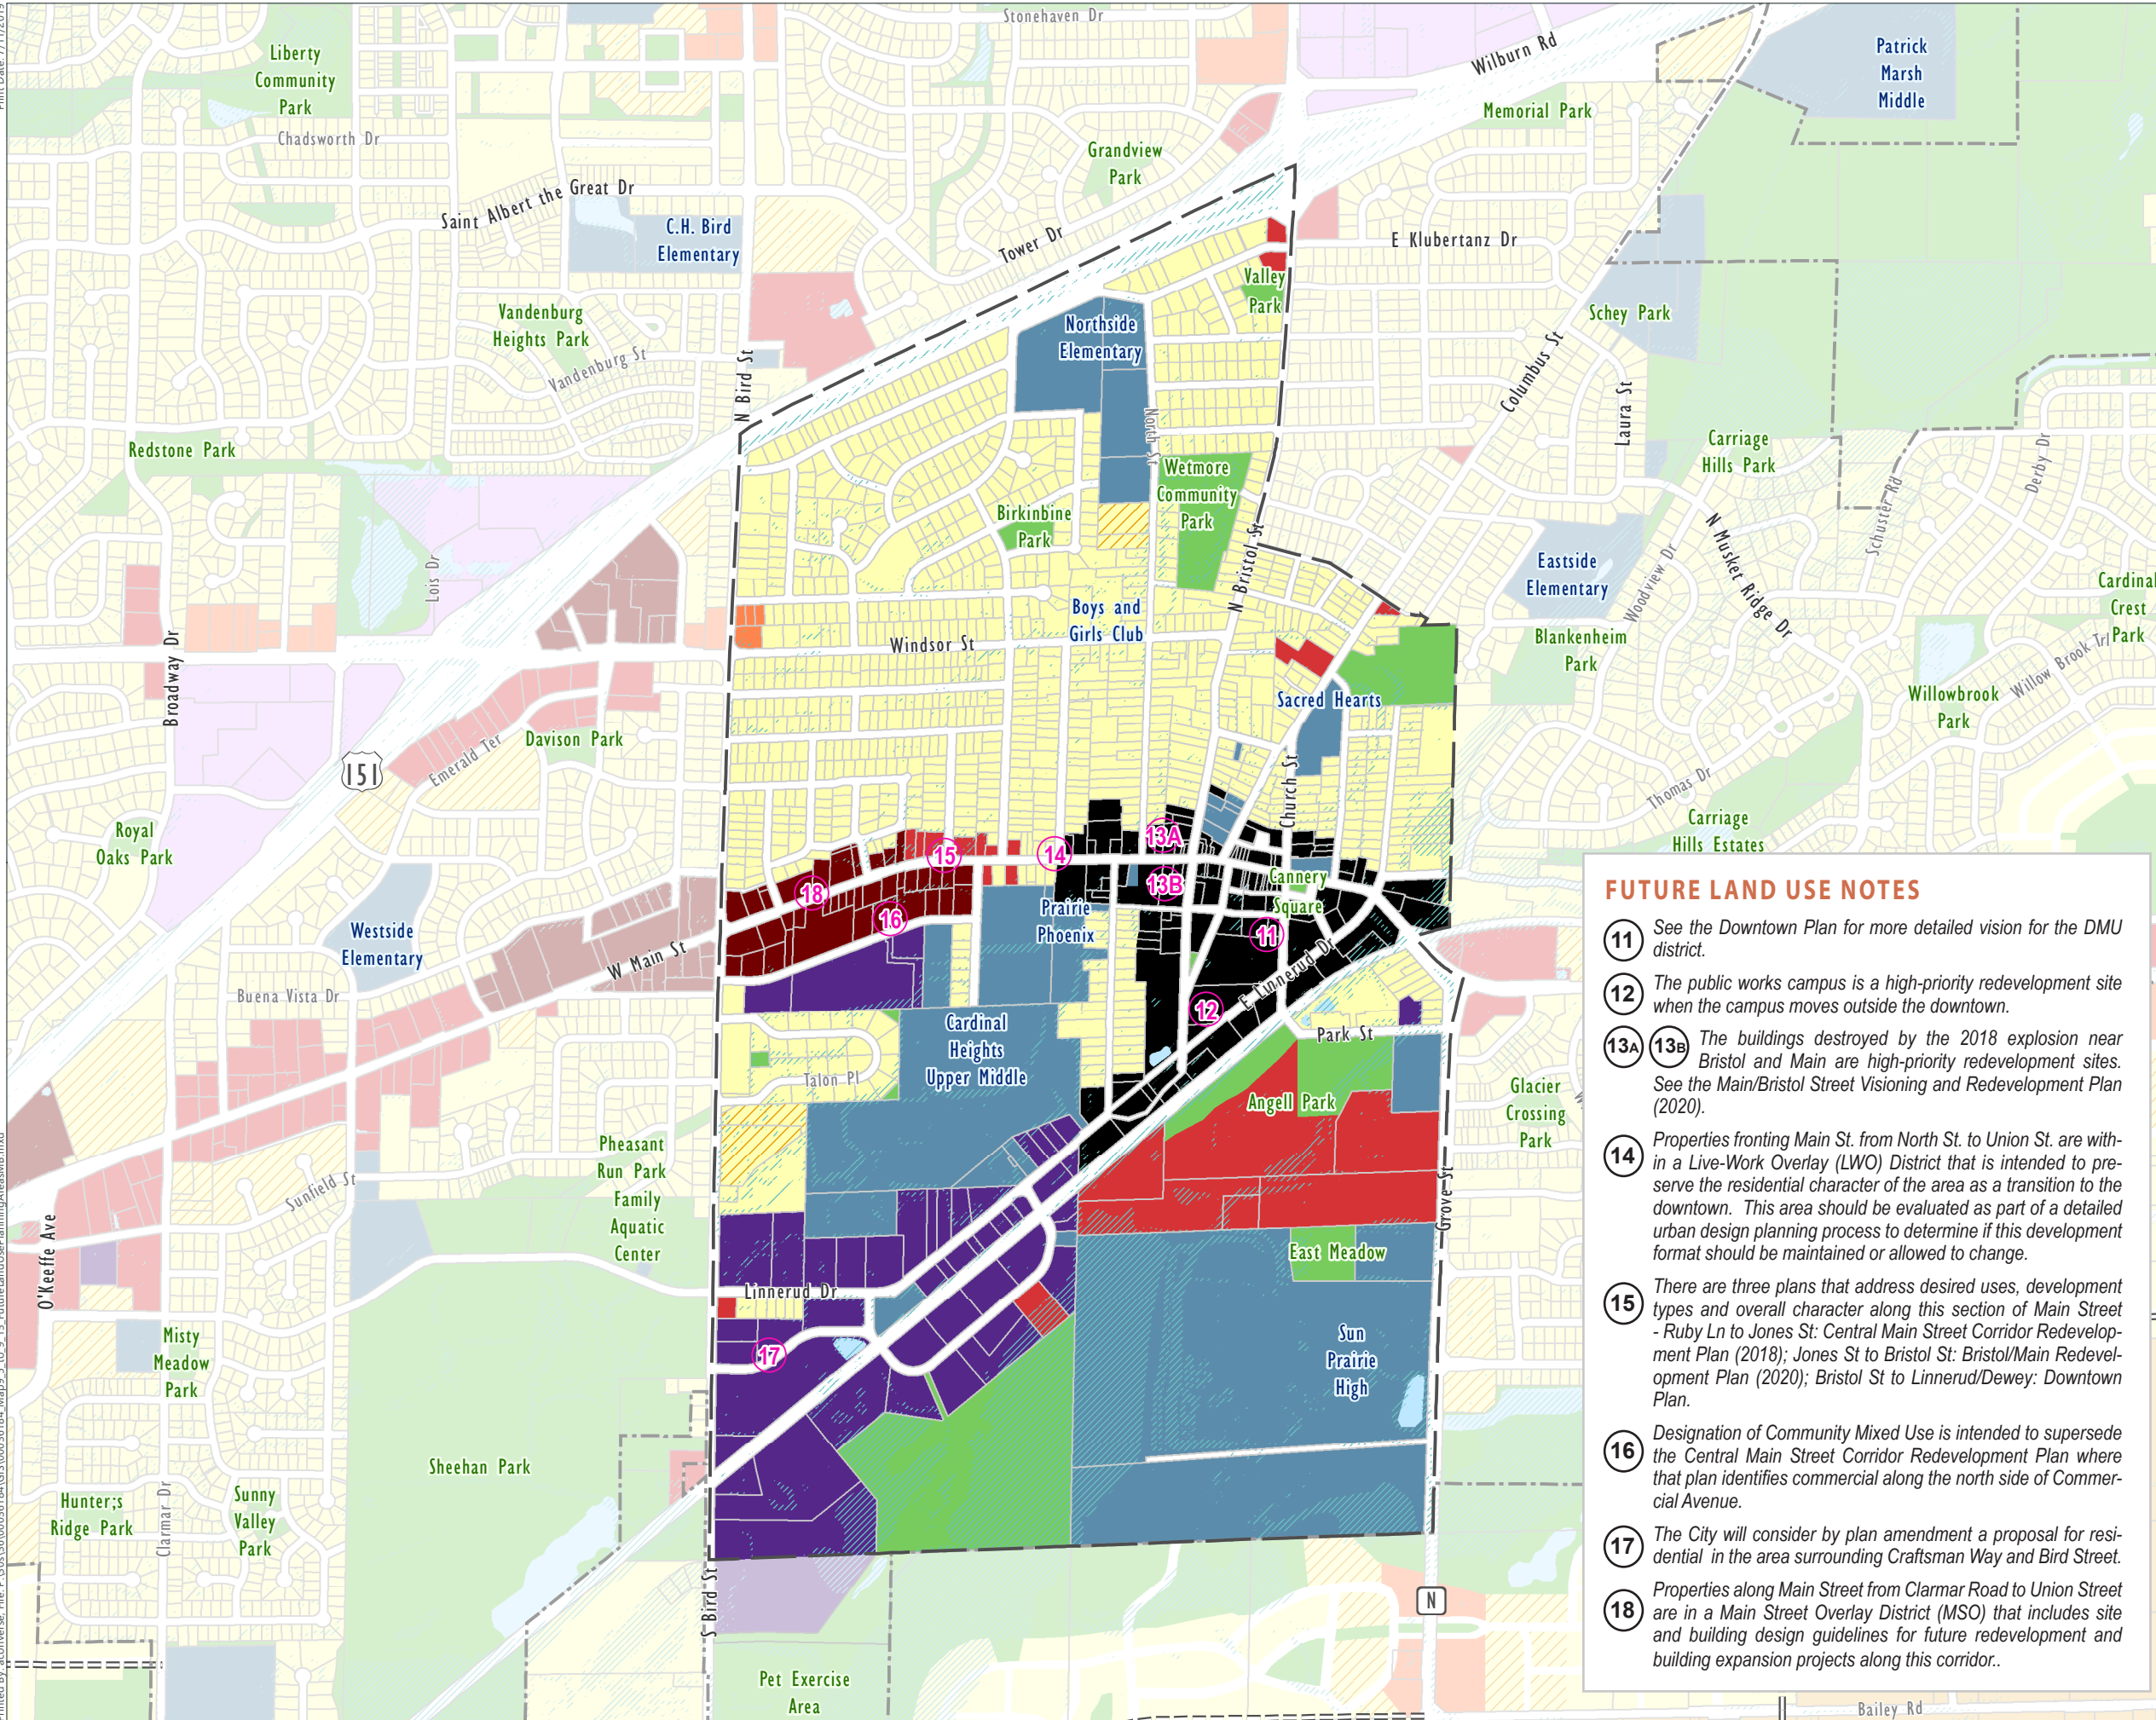 Print Date: 7/11/2019
Stonehaven Dr
Wilburn Rd
Patrick
Marsh
Middle
Liberty
Community
Park
Chadsworth Dr
Memorial Park
Grandview
Park
Saint Albert the Great Dr
C.H. Bird
Elementary
Tower Dr
E Klubertanz Dr
Valley
Park
Vandenburg
Heights Park
Vandenburg St
Northside
Elementary
Schey Park
Columbus St
Laura St
N Bird St
North St
Redstone Park
Wetmore
Community
Park
Carriage
Hills Park
Derby Dr
Schuster Rd
Birkinbine
Park
N Bristol St
N Musket Ridge Dr
Eastside
Elementary
Woodview Dr
Lois Dr
Boys and
Girls Club
Cardinal
Crest
Park
Broadway Dr
Windsor St
Blankenheim
Park
Willow Brook Trl
Sacred Hearts
Willowbrook
Park
Davison Park
151
Emerald Ter
Church St
Thomas Dr
Royal
Oaks Park
Carriage
Hills Estates
13A
15
14
13B
18
16
Cannery
Square
Prairie
Phoenix
11
Westside
Elementary
W Main St
E Linnerud Dr
Buena Vista Dr
12
Cardinal
Heights
Upper Middle
Park St
Talon Pl
Angell Park
Glacier
Crossing
Park
Pheasant
Run Park
Family
Aquatic
Center
Sunfield St
Grove St
O'Keeffe Ave
East Meadow
Linnerud Dr
17
Misty
Meadow
Park
Sun
Prairie
High
Sheehan Park
Hunter;s
Ridge Park
Clarmar Dr
Sunny
Valley
Park
S Bird St
N
Pet Exercise
Area
Bailey Rd
FUTURE LAND USE NOTES
11 See the Downtown Plan for more detailed vision for the DMU
district.
12 The public works campus is a high-priority redevelopment site
when the campus moves outside the downtown.
13A 13B The buildings destroyed by the 2018 explosion near
Bristol and Main are high-priority redevelopment sites.
See the Main/Bristol Street Visioning and Redevelopment Plan
(2020).
14 Properties fronting Main St. from North St. to Union St. are with-
in a Live-Work Overlay (LWO) District that is intended to pre-
serve the residential character of the area as a transition to the
downtown. This area should be evaluated as part of a detailed
urban design planning process to determine if this development
format should be maintained or allowed to change.
15 There are three plans that address desired uses, development
types and overall character along this section of Main Street
- Ruby Ln to Jones St: Central Main Street Corridor Redevelop-
ment Plan (2018); Jones St to Bristol St: Bristol/Main Redevel-
opment Plan (2020); Bristol St to Linnerud/Dewey: Downtown
Plan.
16 Designation of Community Mixed Use is intended to supersede
the Central Main Street Corridor Redevelopment Plan where
that plan identifies commercial along the north side of Commer-
cial Avenue.
17 The City will consider by plan amendment a proposal for resi-
dential in the area surrounding Craftsman Way and Bird Street.
18 Properties along Main Street from Clarmar Road to Union Street
are in a Main Street Overlay District (MSO) that includes site
and building design guidelines for future redevelopment and
building expansion projects along this corridor..